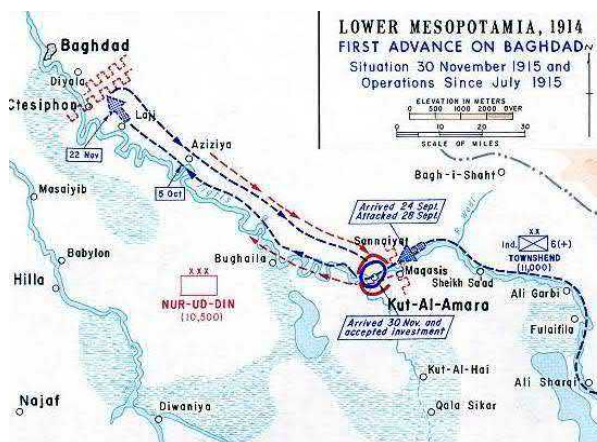 LOWER MESOPOTAMIA, 1914
FIRST ADVANCE ON BAGHDAD
Situation 30 November 1915 and
Operations Since July 1915
ELEVATION IN METERS
0 500 1000 2000 OVER
0 10 20 30
SCALE OF MILES
N
Baghdad
Diyala
Ctesiphon
Lajj
22 Nov
Aziziya
5 Oct
Tigris
Bagh-i-Shaht
Masaiyib
Arrived 24 Sept.
Attacked 28 Sept.
Sannaiyat
R. Wadi
XX
Ind. 6(+)
TOWNSHEND
(11,000)
Babylon
Bughaila
Maqasis
Sheikh Saad
Hilla
XXX
NUR-UD-DIN
(10,500)
Kut-Al-Amara
Ali Garbi
Arrived 30 Nov. and
accepted investment
Fulaifila
Kut-Al-Hai
Ali Sharqi
Najaf
Diwaniya
Qala Sikar